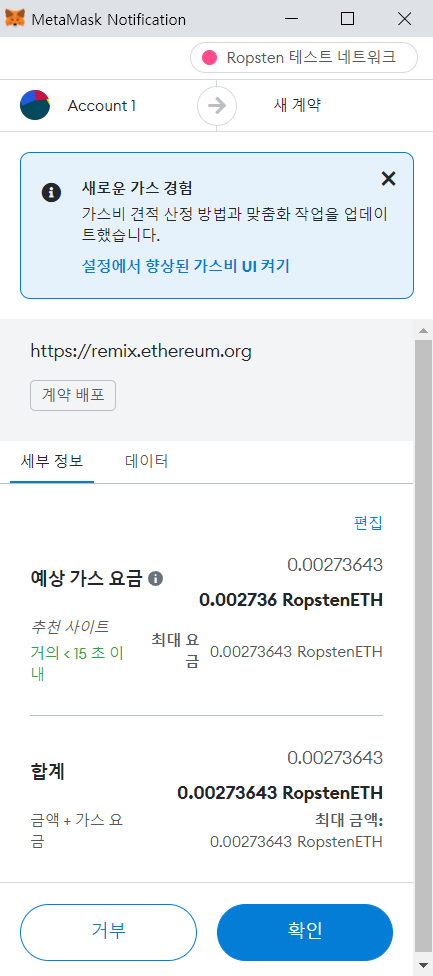 MetaMask Notification
Ropsten 테스트 네트워크
Account 1
새 계약
새로운 가스 경험
가스비 견적 산정 방법과 맞춤화 작업을 업데이
트했습니다.
설정에서 향상된 가스비 UI 켜기
https://remix.ethereum.org
계약 배포
세부 정보
데이터
편집
0.00273643
예상 가스 요금
0.002736 RopstenETH
추천 사이트
거의 < 15 초 이
내
최대 요
금
0.00273643 RopstenETH
0.00273643
합계
0.00273643 RopstenETH
금액 + 가스 요
금
최대 금액:
0.00273643 RopstenETH
거부
확인